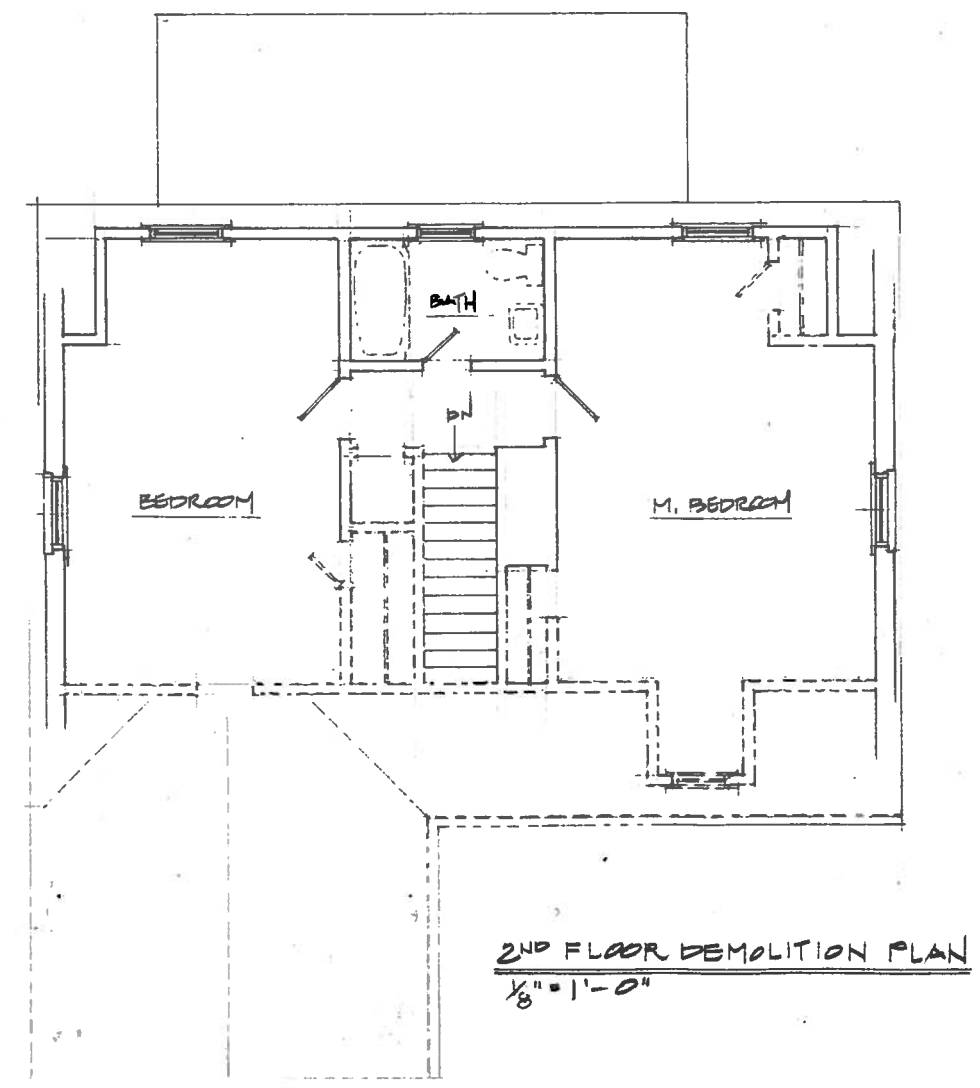 BATH
DN
BEDROOM
M. BEDROOM
2ND FLOOR DEMOLITION PLAN
1/8" = 1'-0"